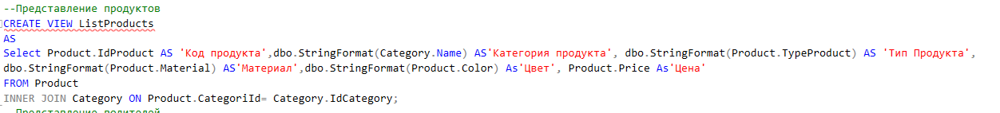 --Представление продуктов
CREATE VIEW ListProducts
AS
Select Product.IdProduct AS 'Код продукта',dbo.StringFormat(Category.Name) AS'Категория продукта', dbo.StringFormat(Product.TypeProduct) AS 'Тип Продукта',
dbo.StringFormat(Product.Material) AS'Материал',dbo.StringFormat(Product.Color) As'Цвет', Product.Price As'Цена'
FROM Product
INNER JOIN Category ON Product.CategoriId= Category.IdCategory;
Представление водителей